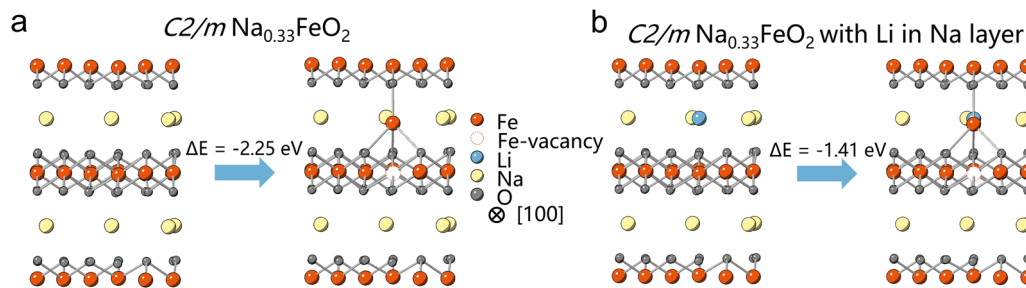 a
C2/m Na0.33FeO2
ΔE = -2.25 eV
Fe
Fe-vacancy
Li
Na
O
⊗ [100]
b
C2/m Na0.33FeO2 with Li in Na layer
ΔE = -1.41 eV